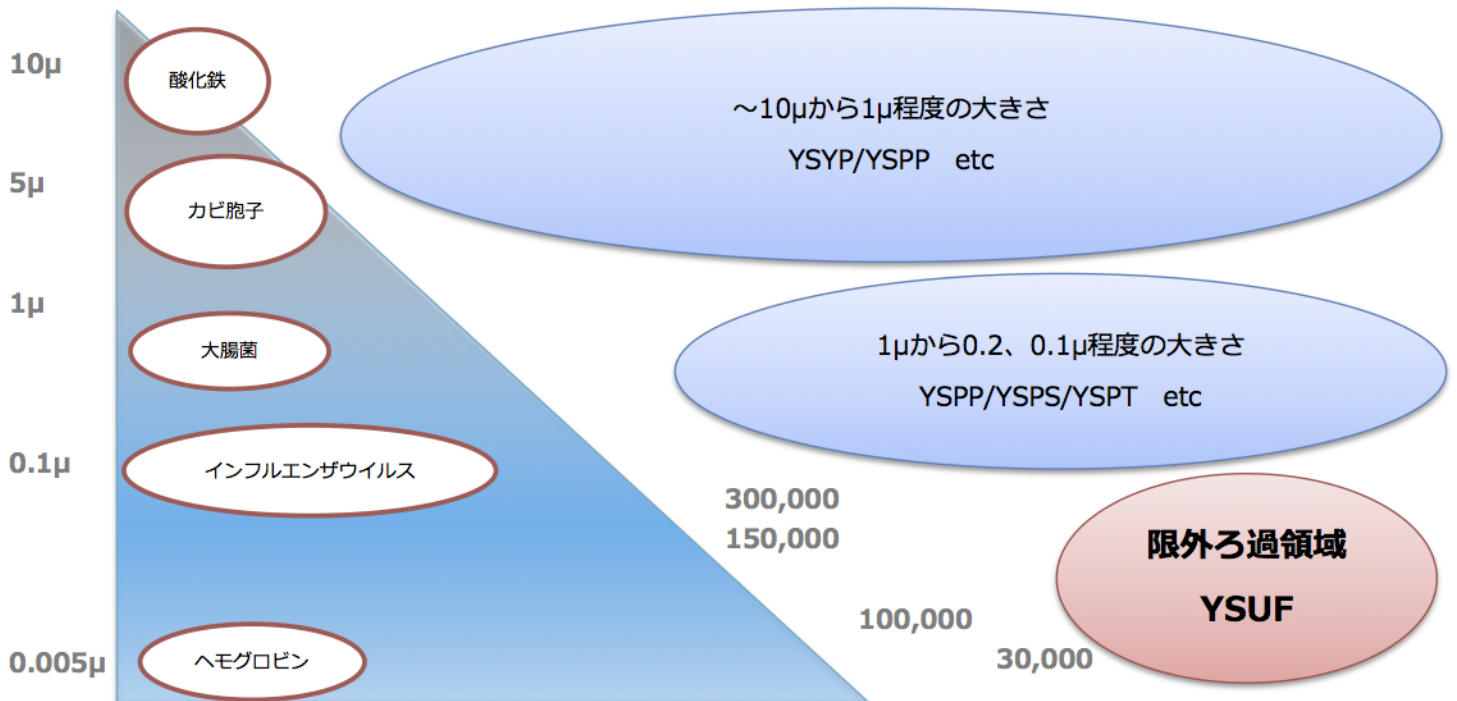 10μ
酸化鉄
～10μから1μ程度の大きさ
YSYP/YSPP　etc
5μ
カビ胞子
1μ
大腸菌
1μから0.2、0.1μ程度の大きさ
YSPP/YSPS/YSPT　etc
0.1μ
インフルエンザウイルス
300,000
150,000
限外ろ過領域
YSUF
100,000
30,000
0.005μ
ヘモグロビン